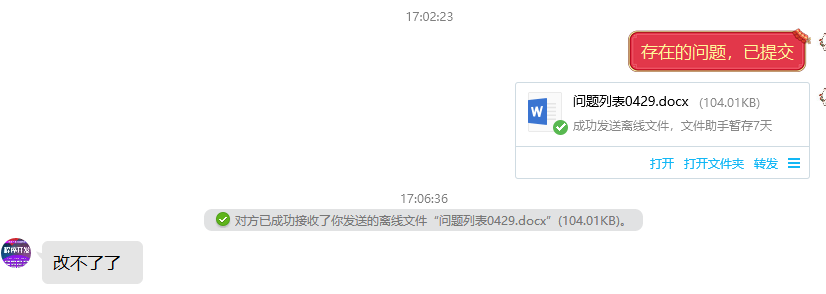 17:02:23
存在的问题，已提交
问题列表0429.docx (104.01KB)
成功发送离线文件，文件助手暂存7天
打开 打开文件夹 转发
17:06:36
对方已成功接收了你发送的离线文件“问题列表0429.docx”(104.01KB)。
改不了了